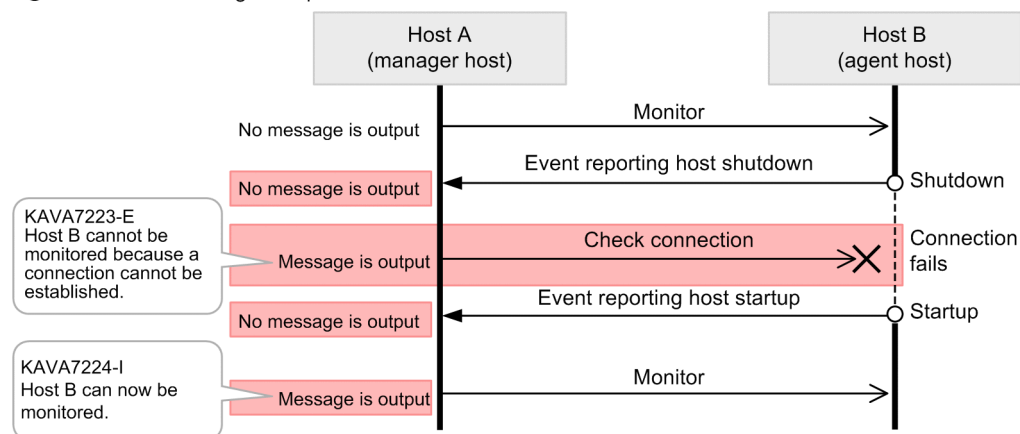 Host A
(manager host)
Host B
(agent host)
Monitor
No message is output
Event reporting host shutdown
Shutdown
No message is output
KAVA7223-E
Host B cannot be
monitored because a
connection cannot be
established.
Check connection
Connection
fails
Message is output
Event reporting host startup
Startup
No message is output
KAVA7224-I
Host B can now be
monitored.
Monitor
Message is output